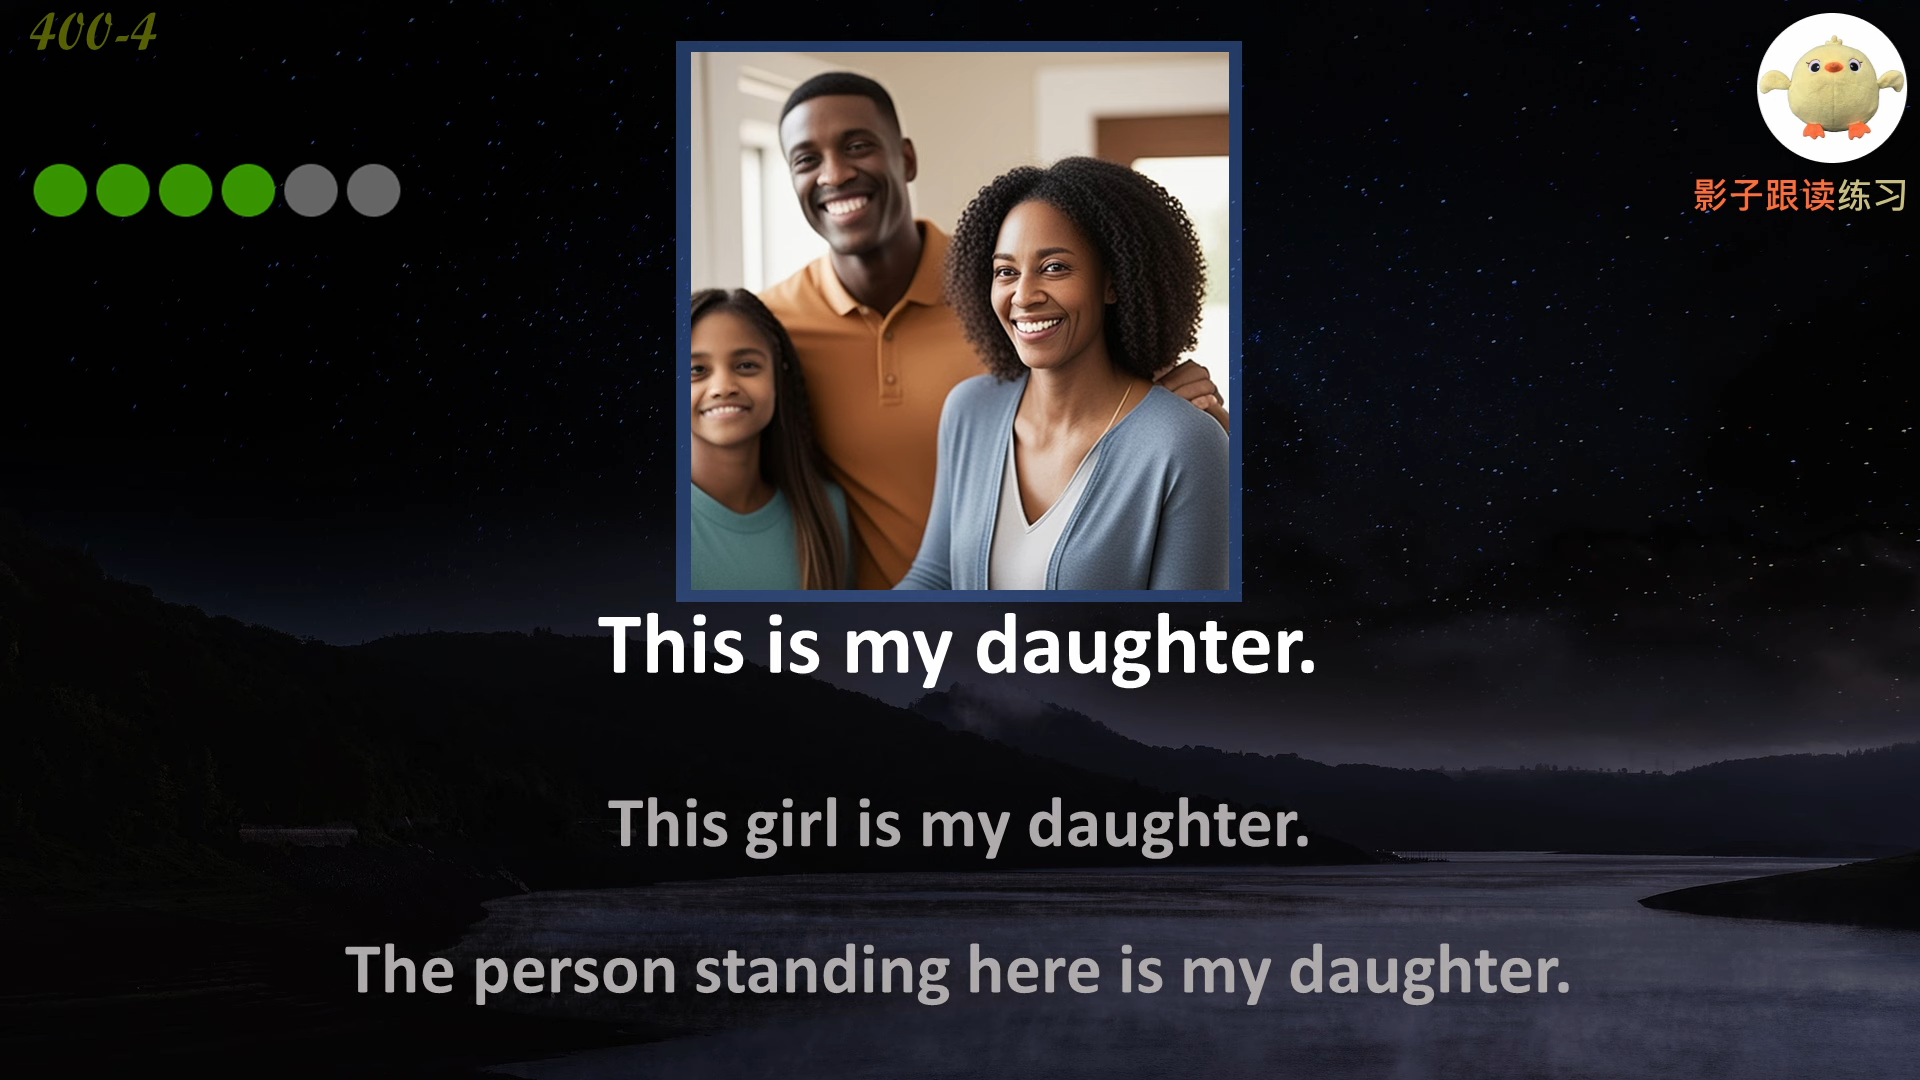 400-4
影子跟读练习
This is my daughter.
This girl is my daughter.
The person standing here is my daughter.